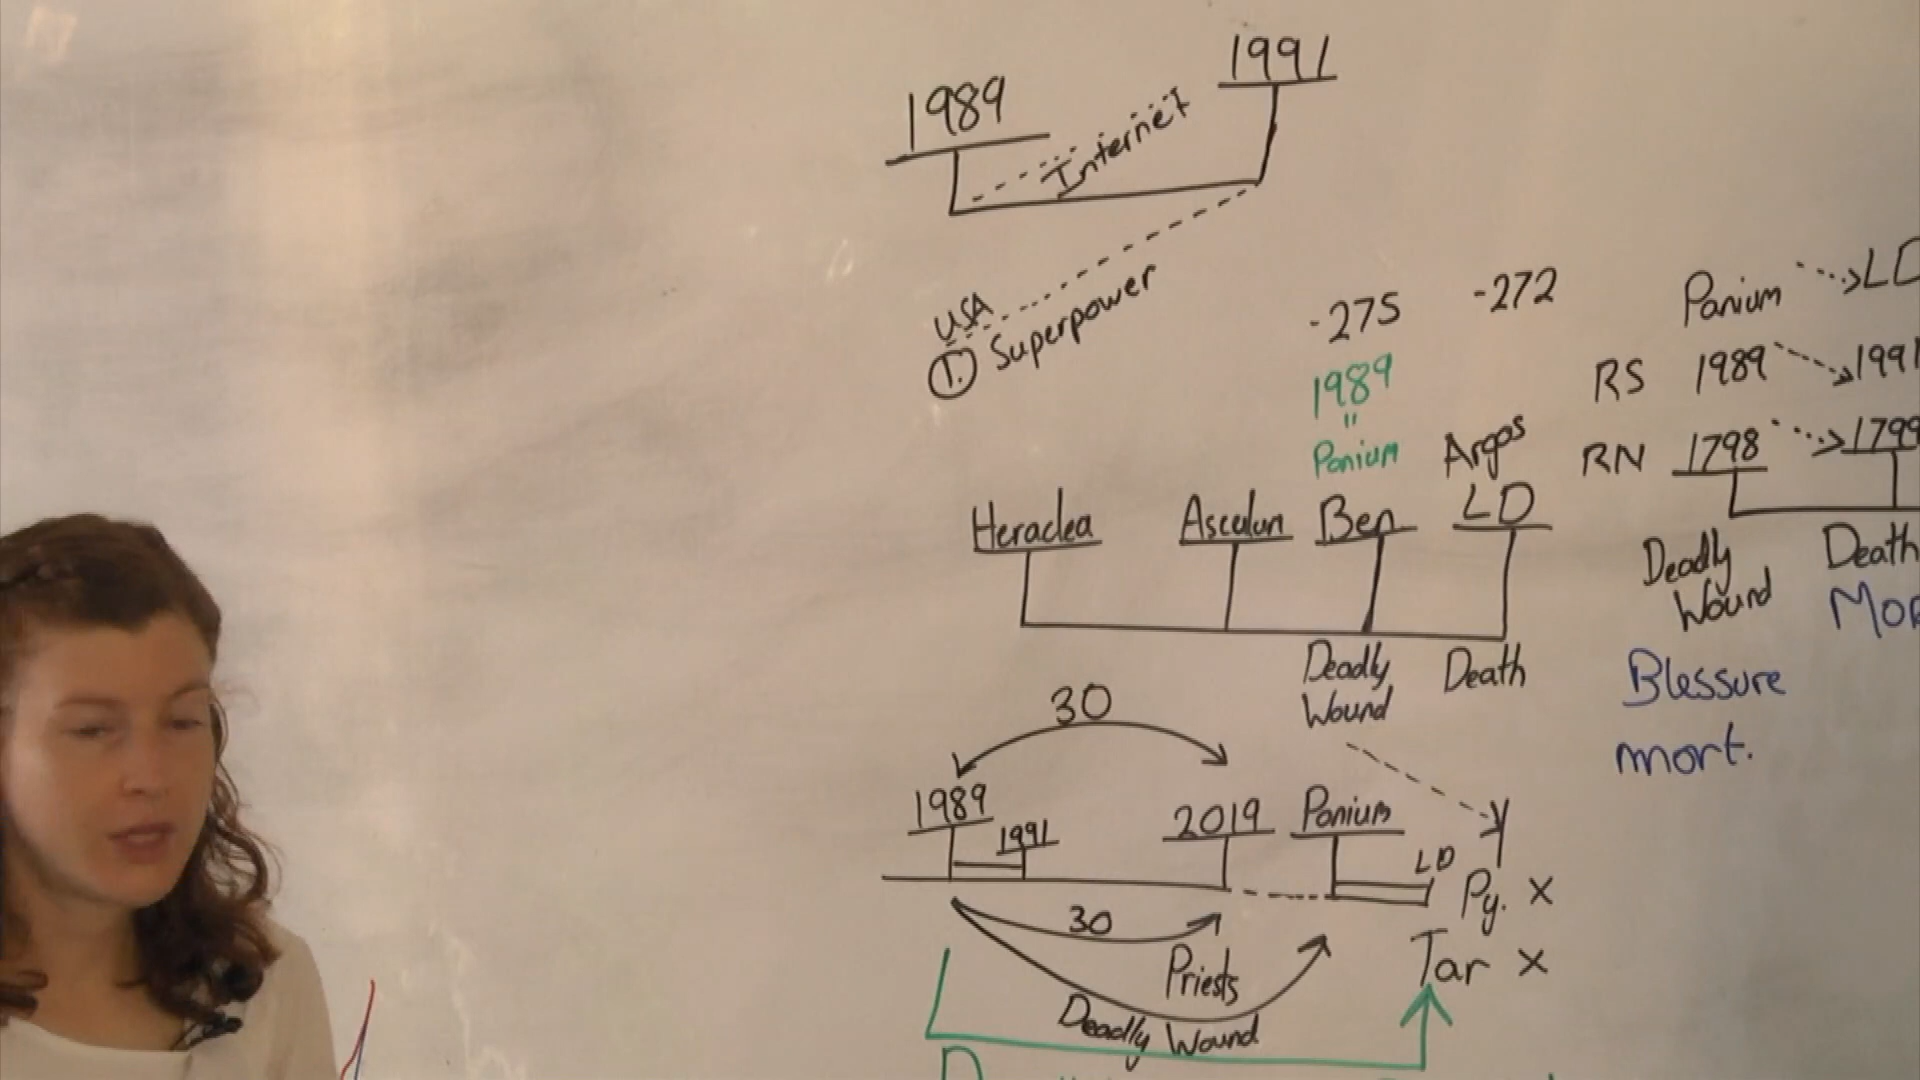 1991
1989
Internet
USA
1. Superpower
-275
-272
1989
"
Panium
Argos
Heraclea
Ascalun
Ben
LD
Deadly
Wound
Death
Panium
RS
1989
1991
RN
1798
1799
Deadly
Wound
Death
Blessure
mort.
30
1989
1991
2019
Panium
LD
Py. x
Tar x
30
Priests
Deadly Wound